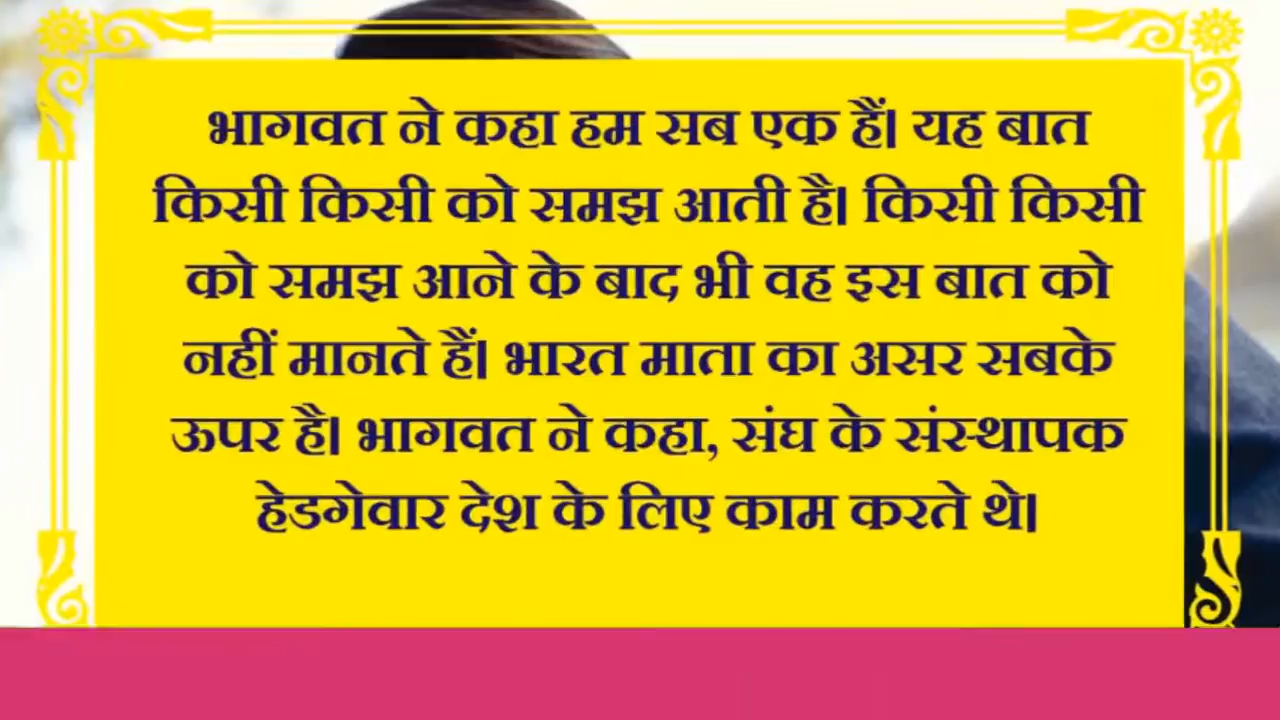 भागवत ने कहा हम सब एक हैं। यह बात
किसी किसी को समझ आती है। किसी किसी
को समझ आने के बाद भी वह इस बात को
नहीं मानते हैं। भारत माता का असर सबके
ऊपर है। भागवत ने कहा, संघ के संस्थापक
हेडगेवार देश के लिए काम करते थे।